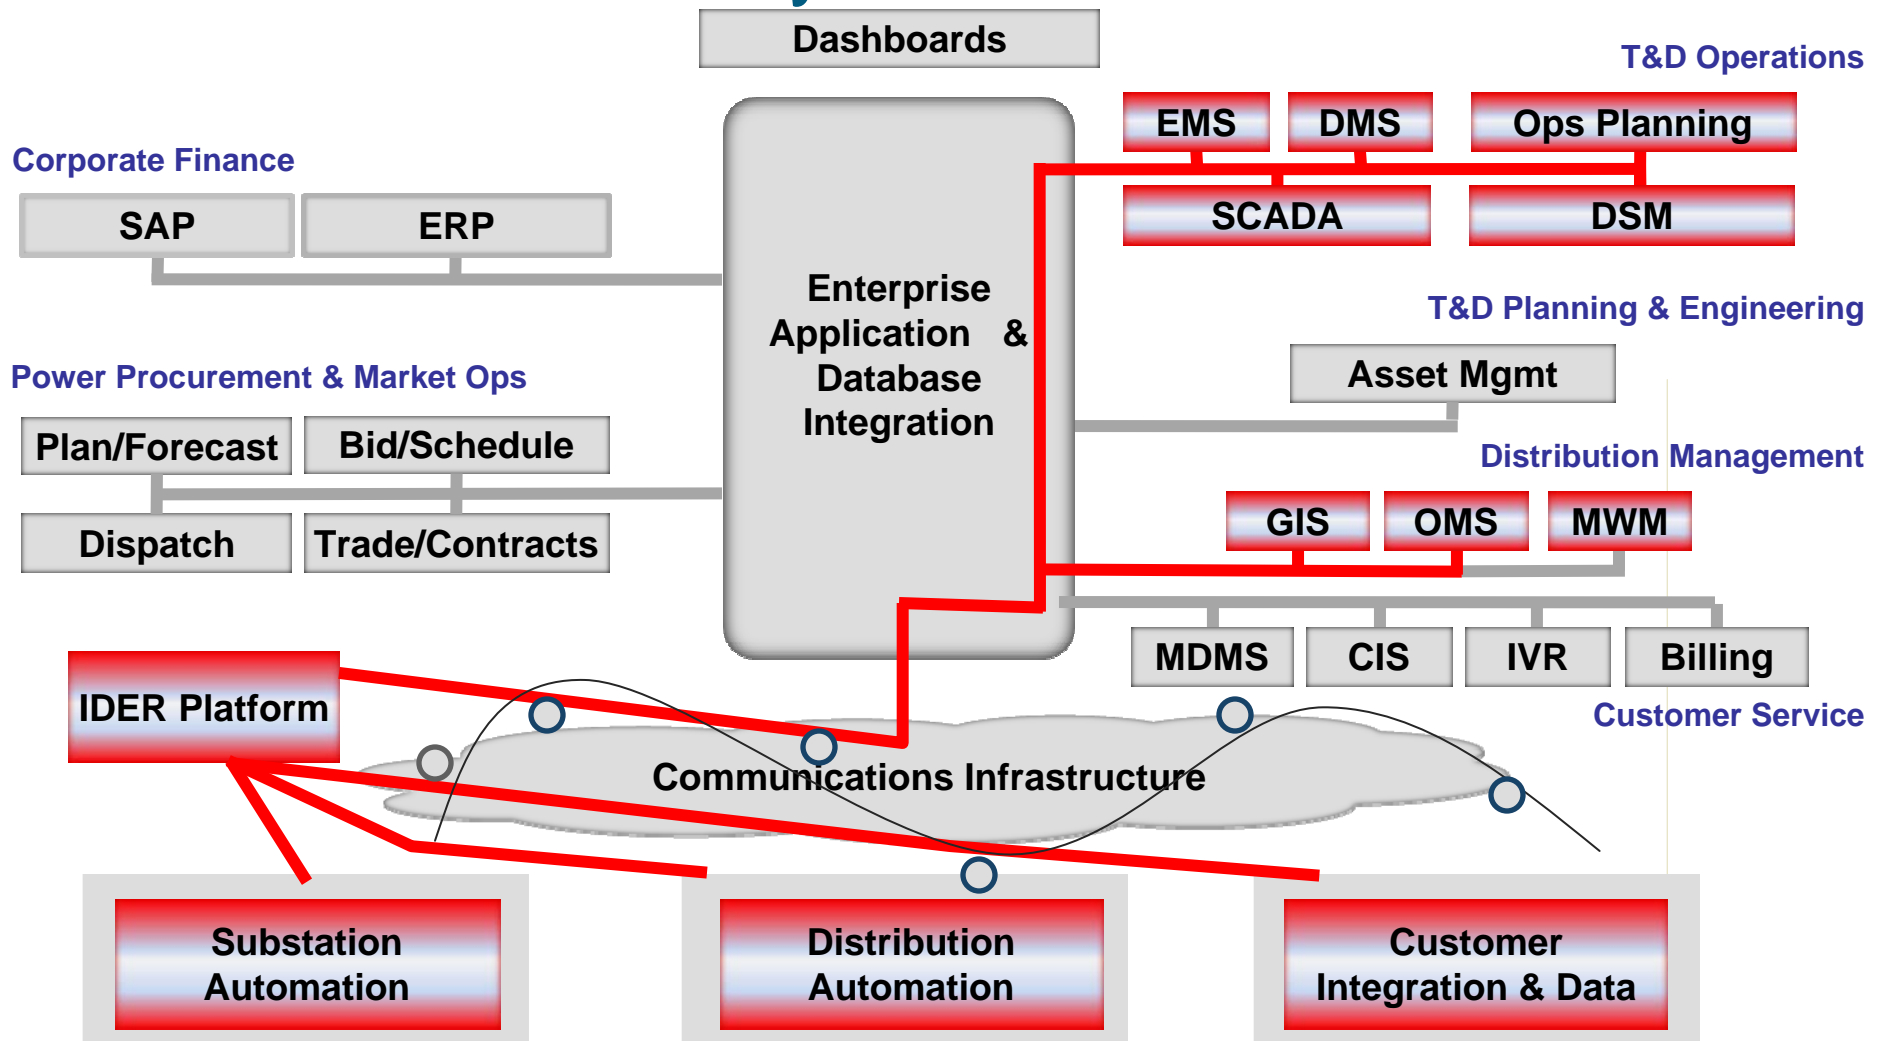 Dashboards
T&D Operations
EMS
DMS
Ops Planning
Corporate Finance
SAP
ERP
SCADA
DSM
Enterprise
Application &
Database
Integration
T&D Planning & Engineering
Asset Mgmt
Power Procurement & Market Ops
Plan/Forecast
Bid/Schedule
Distribution Management
GIS
OMS
MWM
Dispatch
Trade/Contracts
MDMS
CIS
IVR
Billing
IDER Platform
Customer Service
Communications Infrastructure
Substation
Automation
Distribution
Automation
Customer
Integration & Data